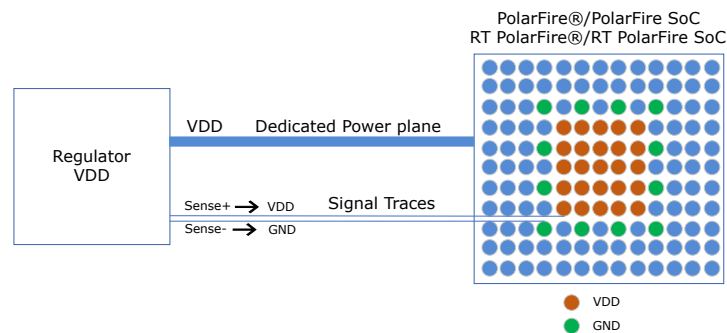 PolarFire®/PolarFire SoC
RT PolarFire®/RT PolarFire SoC
Regulator
VDD
VDD
Dedicated Power plane
Sense+
VDD
Signal Traces
Sense-
GND
VDD
GND